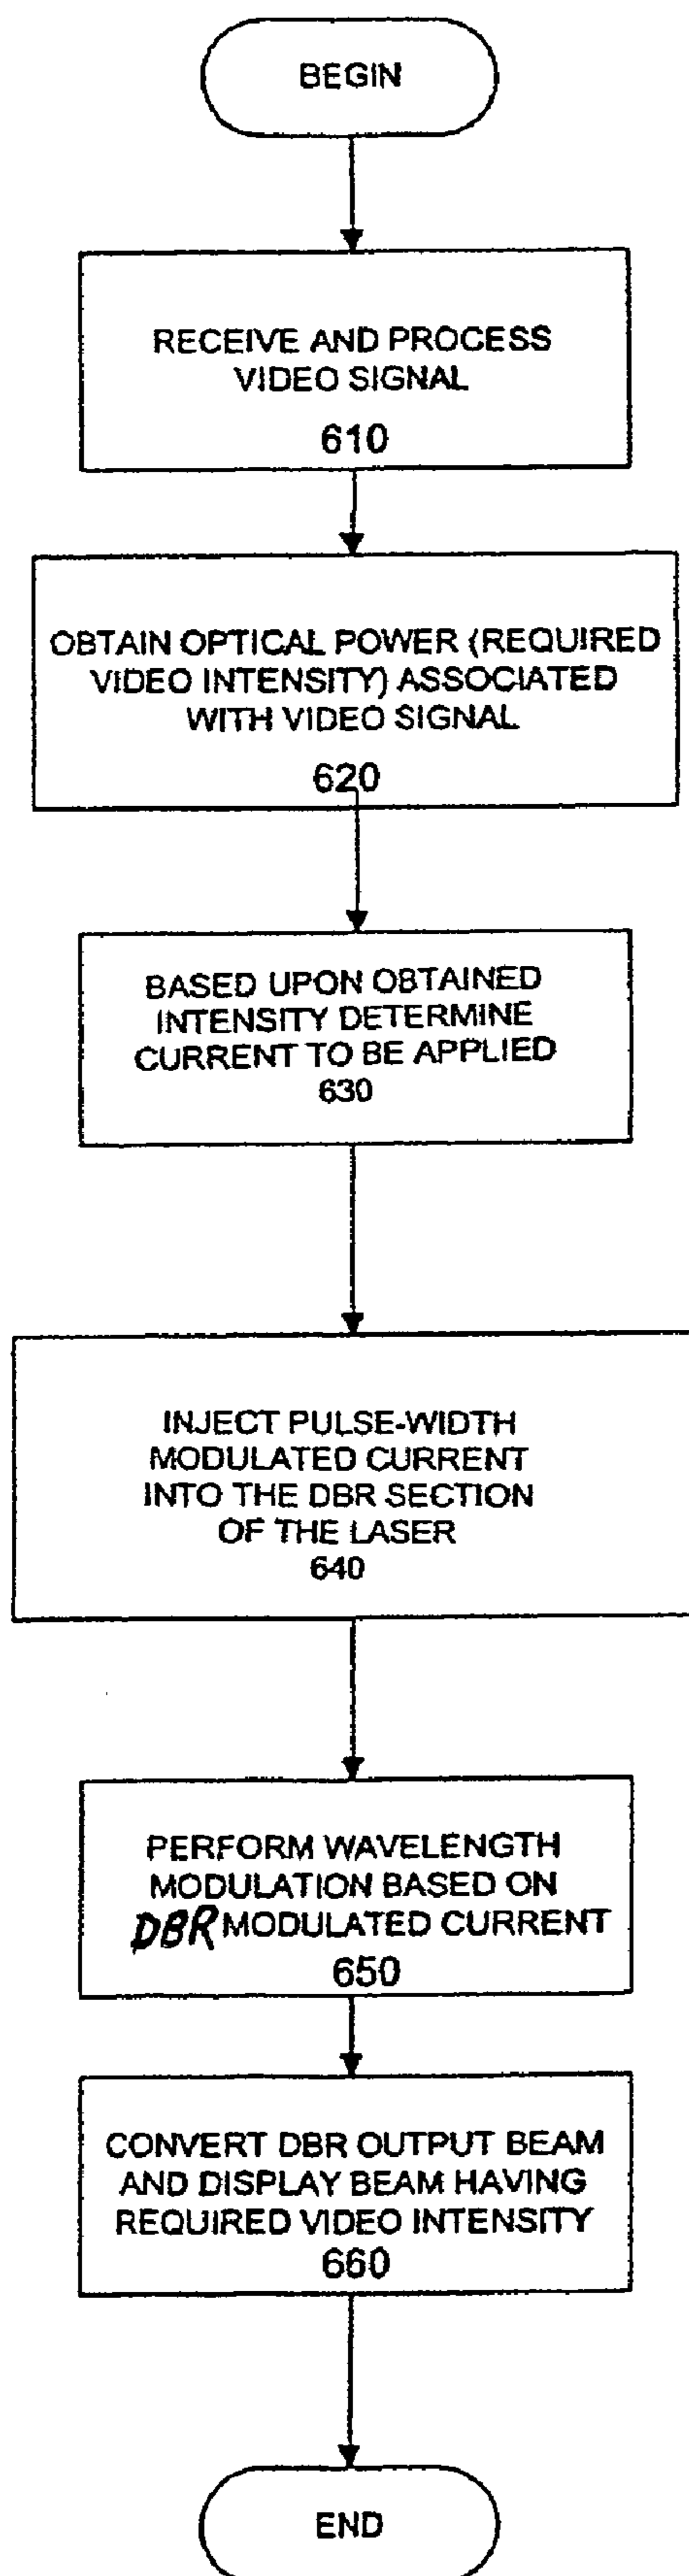 BEGIN
RECEIVE AND PROCESS
VIDEO SIGNAL
610
OBTAIN OPTICAL POWER (REQUIRED
VIDEO INTENSITY) ASSOCIATED
WITH VIDEO SIGNAL
620
BASED UPON OBTAINED
INTENSITY DETERMINE
CURRENT TO BE APPLIED
630
INJECT PULSE-WIDTH
MODULATED CURRENT
INTO THE DBR SECTION
OF THE LASER
640
PERFORM WAVELENGTH
MODULATION BASED ON
DBR MODULATED CURRENT
650
CONVERT DBR OUTPUT BEAM
AND DISPLAY BEAM HAVING
REQUIRED VIDEO INTENSITY
660
END